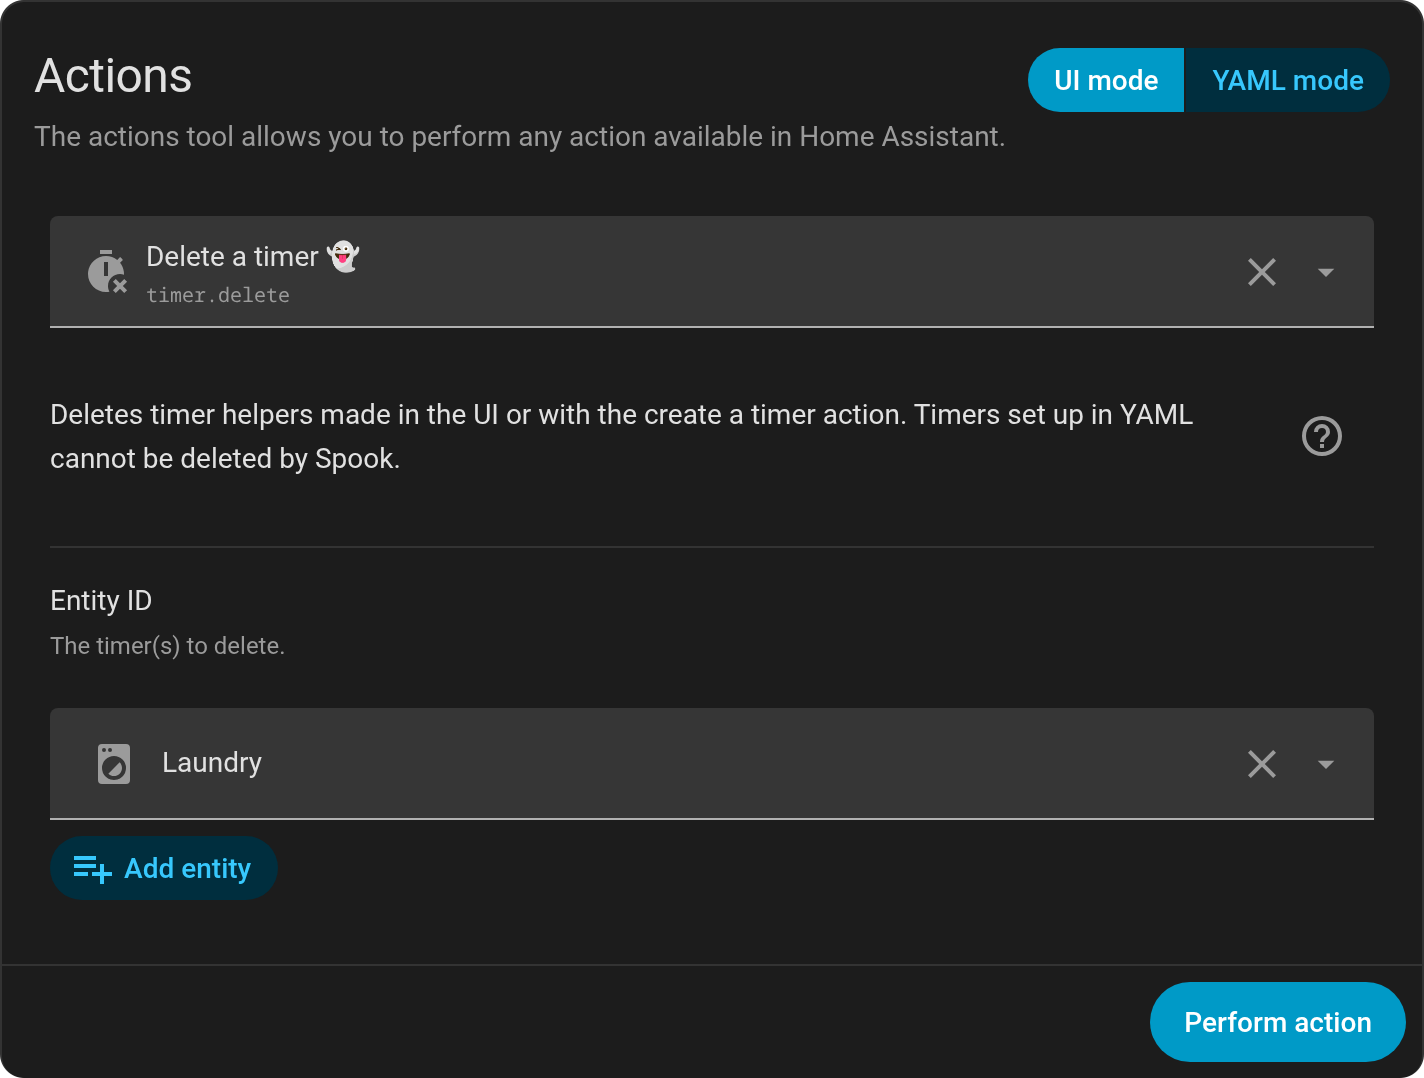 Actions
UI mode
YAML mode
The actions tool allows you to perform any action available in Home Assistant.
Delete a timer 👻
timer.delete
Deletes timer helpers made in the UI or with the create a timer action. Timers set up in YAML
cannot be deleted by Spook.
Entity ID
The timer(s) to delete.
Laundry
Add entity
Perform action